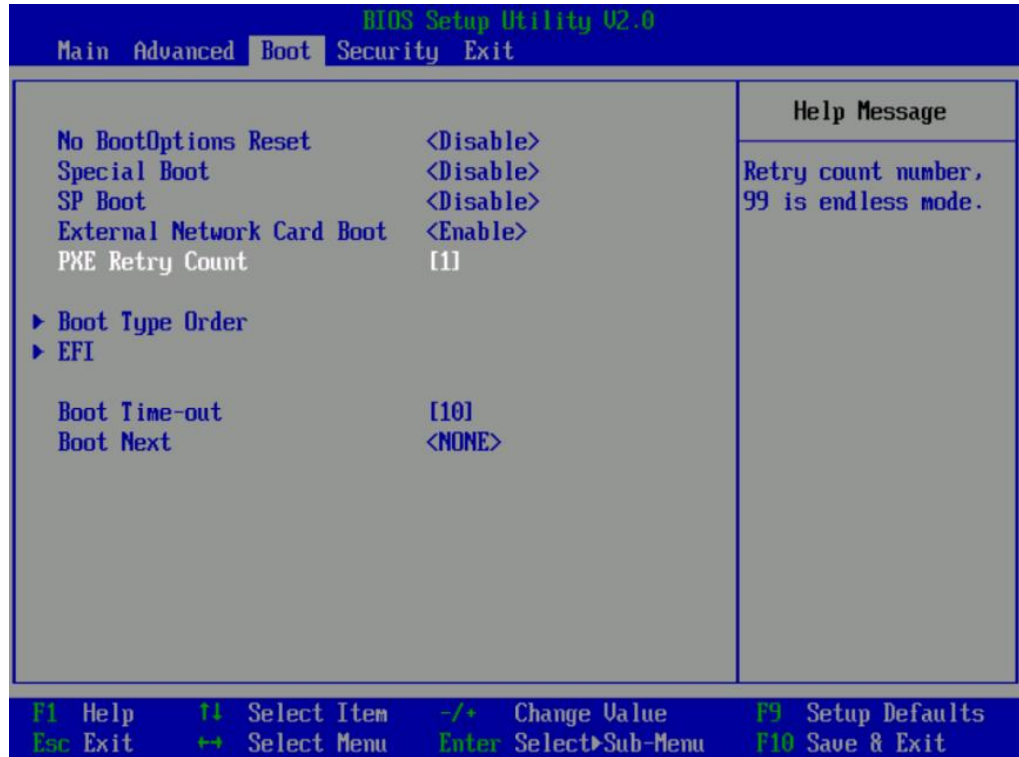 BIOS Setup Utility V2.0
Main Advanced Boot Security Exit
Help Message
Retry count number,
99 is endless mode.
No BootOptions Reset <Disable>
Special Boot <Disable>
SP Boot <Disable>
External Network Card Boot <Enable>
PXE Retry Count [1]
▶ Boot Type Order
▶ EFI
Boot Time-out [10]
Boot Next <NONE>
F1 Help ↑↓ Select Item -/+ Change Value F9 Setup Defaults
Esc Exit ←→ Select Menu Enter Select▶Sub-Menu F10 Save & Exit